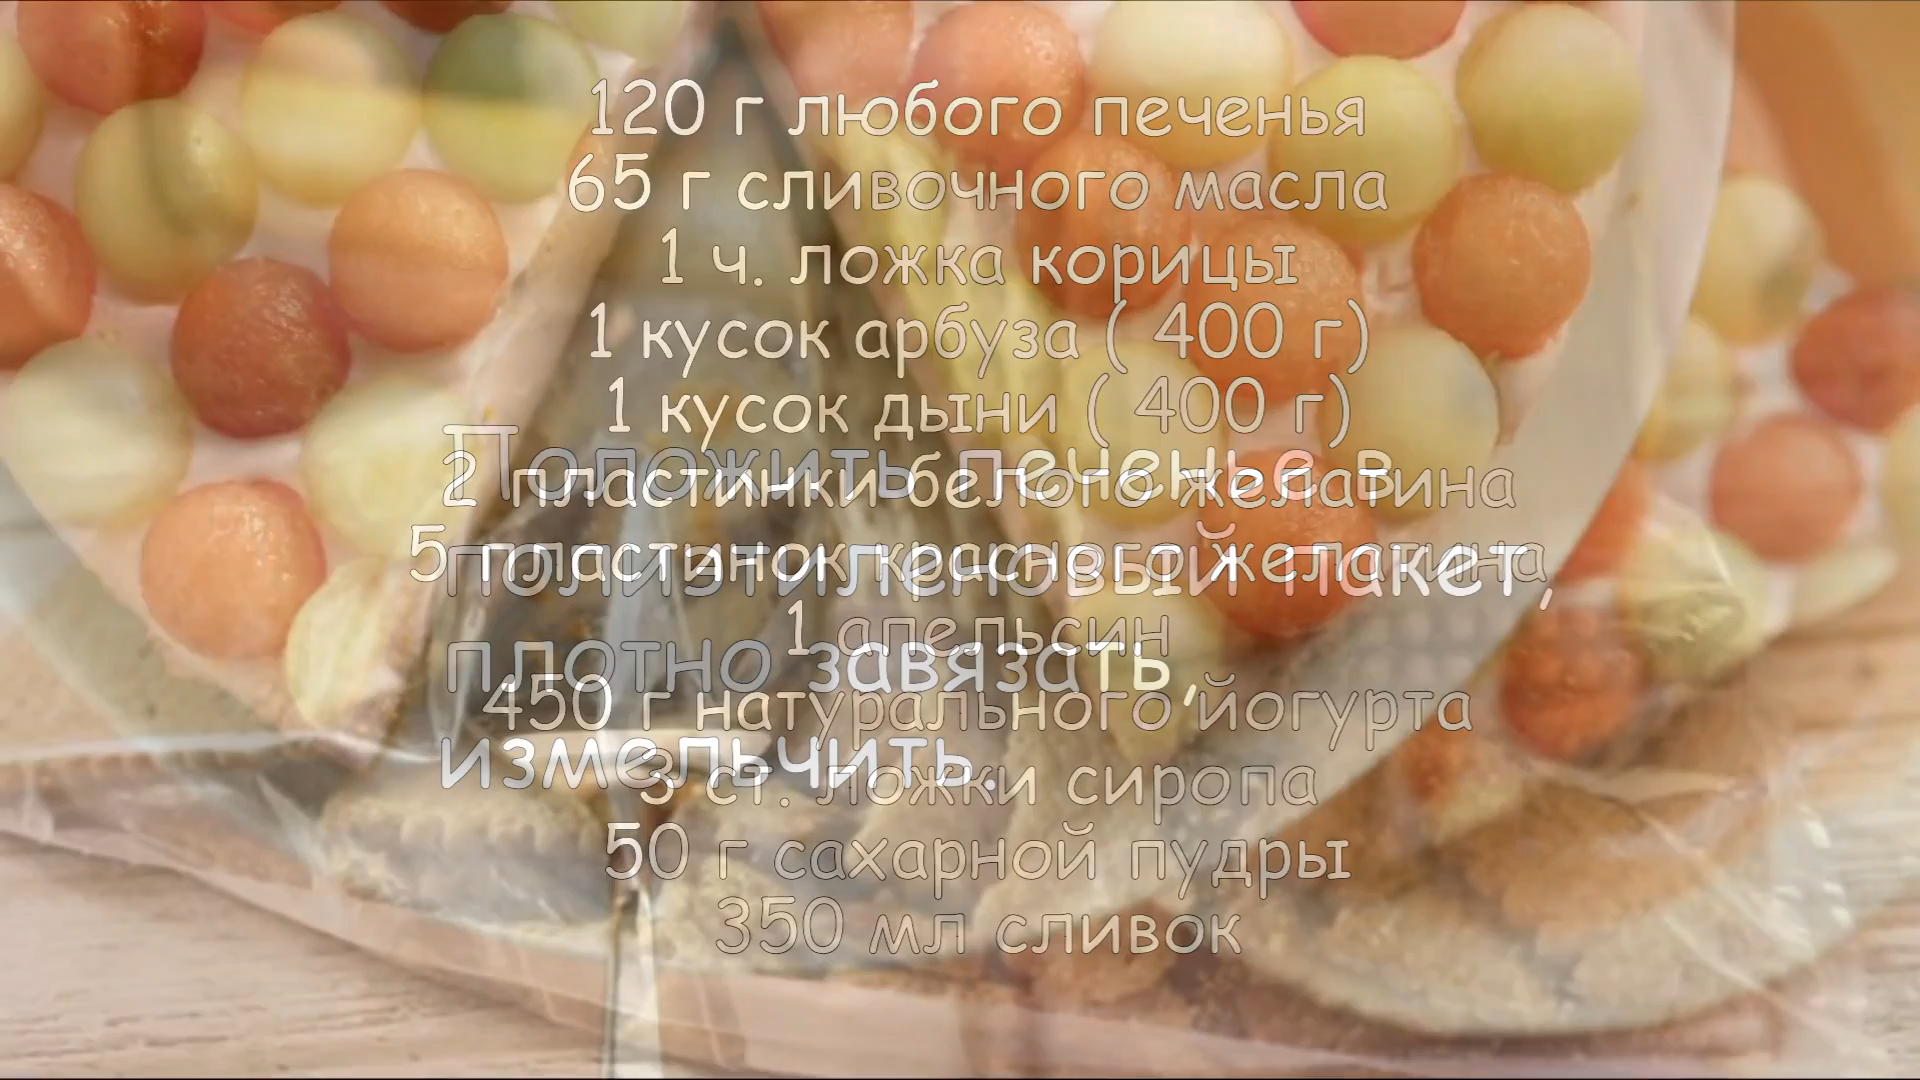 120 г любого печенья
65 г сливочного масла
1 ч. ложка корицы
1 кусок арбуза ( 400 г)
1 кусок дыни ( 400 г)
2 пластинки белого желатина
5 пластинок красного желатина
1 апельсин
450 г натурального йогурта
3 ст. ложки сиропа
50 г сахарной пудры
350 мл сливок
Положить печенье в
полиэтиленовый пакет,
плотно завязать,
измельчить.